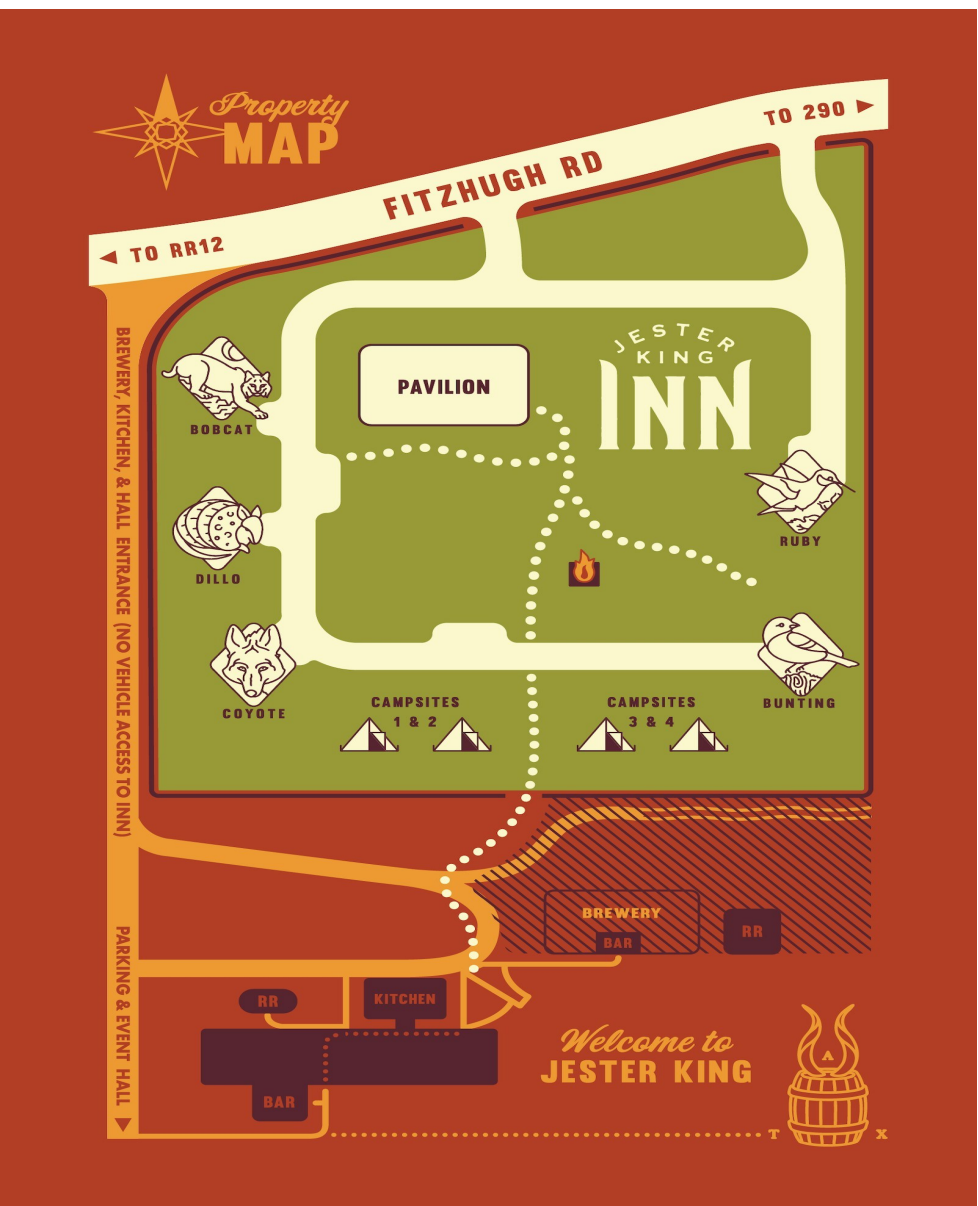 Property
MAP
TO 290
FITZHUGH RD
TO RR12
BREWERY, KITCHEN, & HALL ENTRANCE (NO VEHICLE ACCESS TO INN)
JESTER
KING
INN
PAVILION
BOBCAT
RUBY
DILLO
CAMPSITES
1 & 2
CAMPSITES
3 & 4
BUNTING
COYOTE
BREWERY
BAR
RR
PARKING & EVENT HALL
RR
KITCHEN
Welcome to
JESTER KING
BAR
A
T X